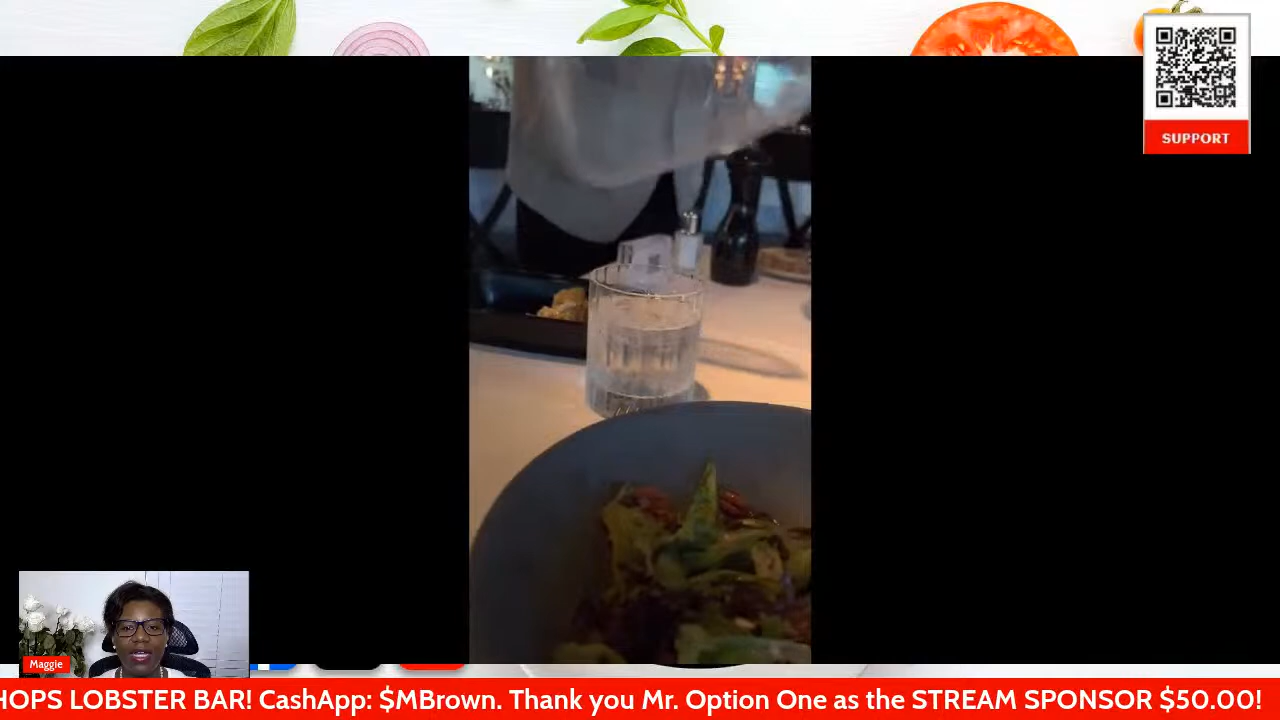 SUPPORT
Maggie
HOPS LOBSTER BAR! CashApp: $MBrown. Thank you Mr. Option One as the STREAM SPONSOR $50.00!